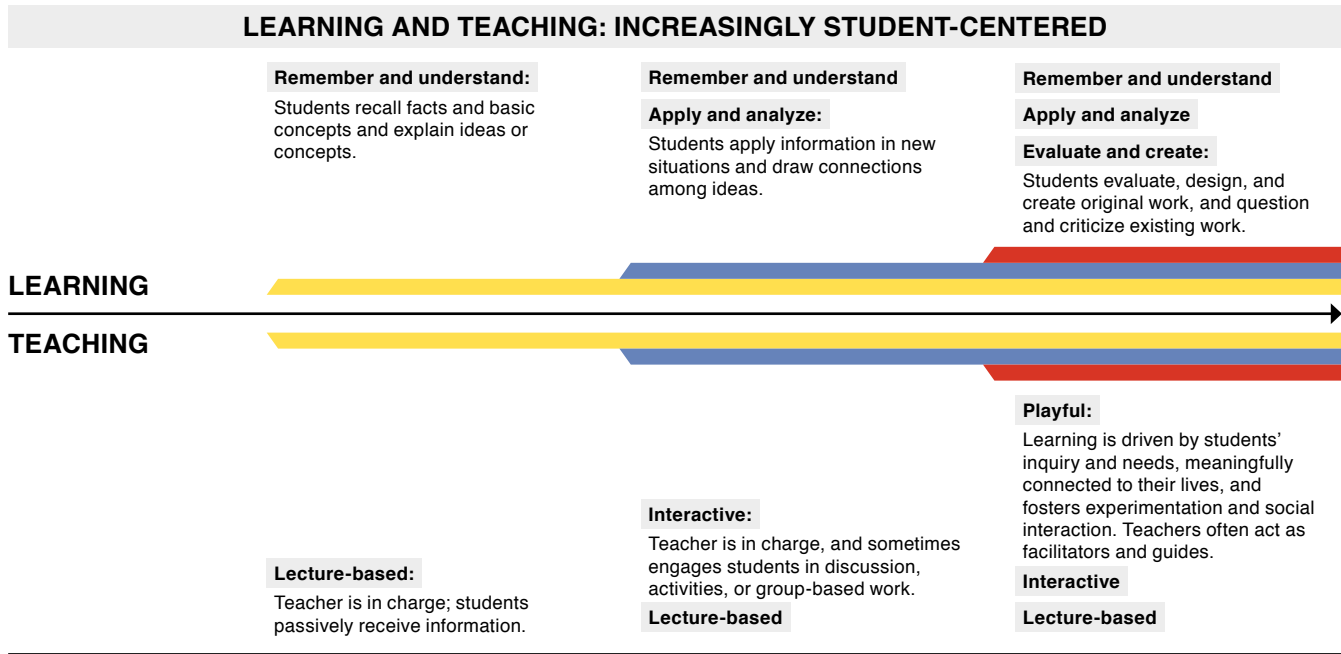 LEARNING AND TEACHING: INCREASINGLY STUDENT-CENTERED
Remember and understand:
Students recall facts and basic
concepts and explain ideas or
concepts.
Remember and understand
Apply and analyze:
Students apply information in new
situations and draw connections
among ideas.
Remember and understand
Apply and analyze
Evaluate and create:
Students evaluate, design, and
create original work, and question
and criticize existing work.
LEARNING
TEACHING
Lecture-based:
Teacher is in charge; students
passively receive information.
Interactive:
Teacher is in charge, and sometimes
engages students in discussion,
activities, or group-based work.
Lecture-based
Playful:
Learning is driven by students’
inquiry and needs, meaningfully
connected to their lives, and
fosters experimentation and social
interaction. Teachers often act as
facilitators and guides.
Interactive
Lecture-based